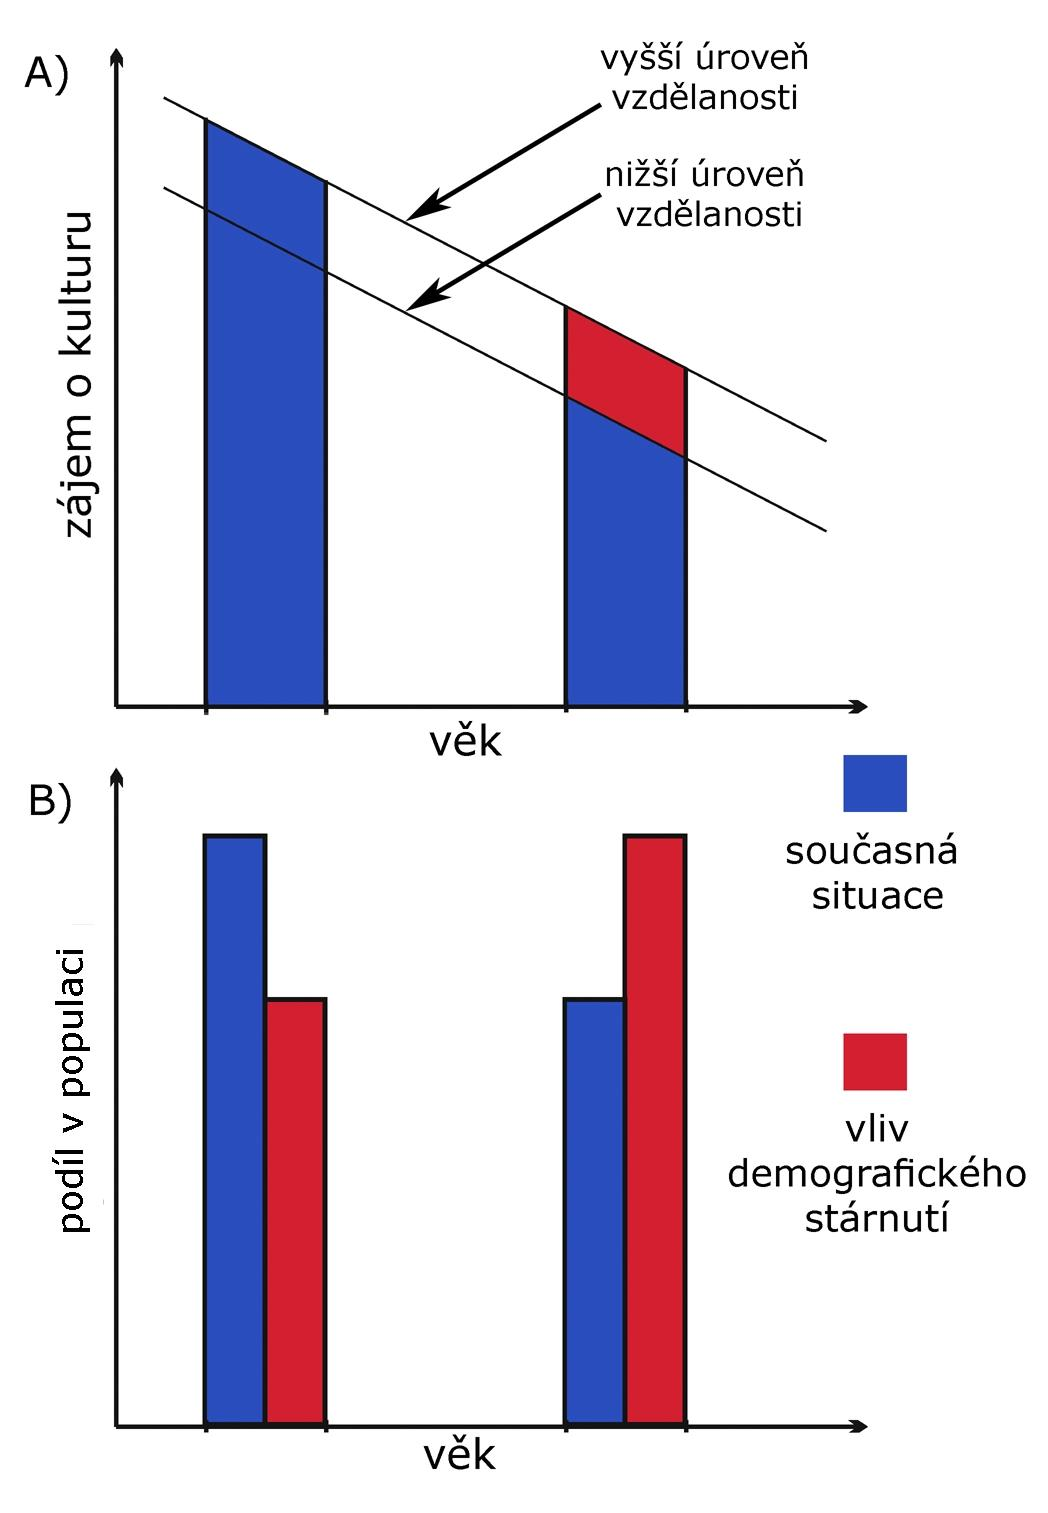 A)
vyšší úroveň
vzdělanosti
nižší úroveň
vzdělanosti
zájem o kulturu
věk
B)
současná
situace
podíl v populaci
vliv
demografického
stárnutí
věk